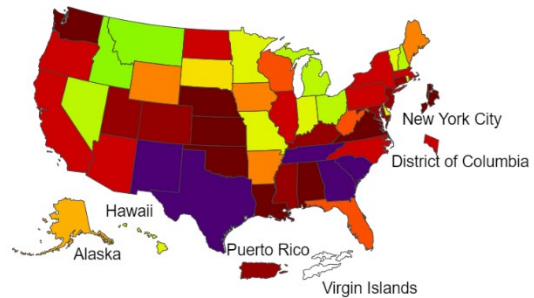 New York City
District of Columbia
Hawaii
Alaska
Puerto Rico
Virgin Islands